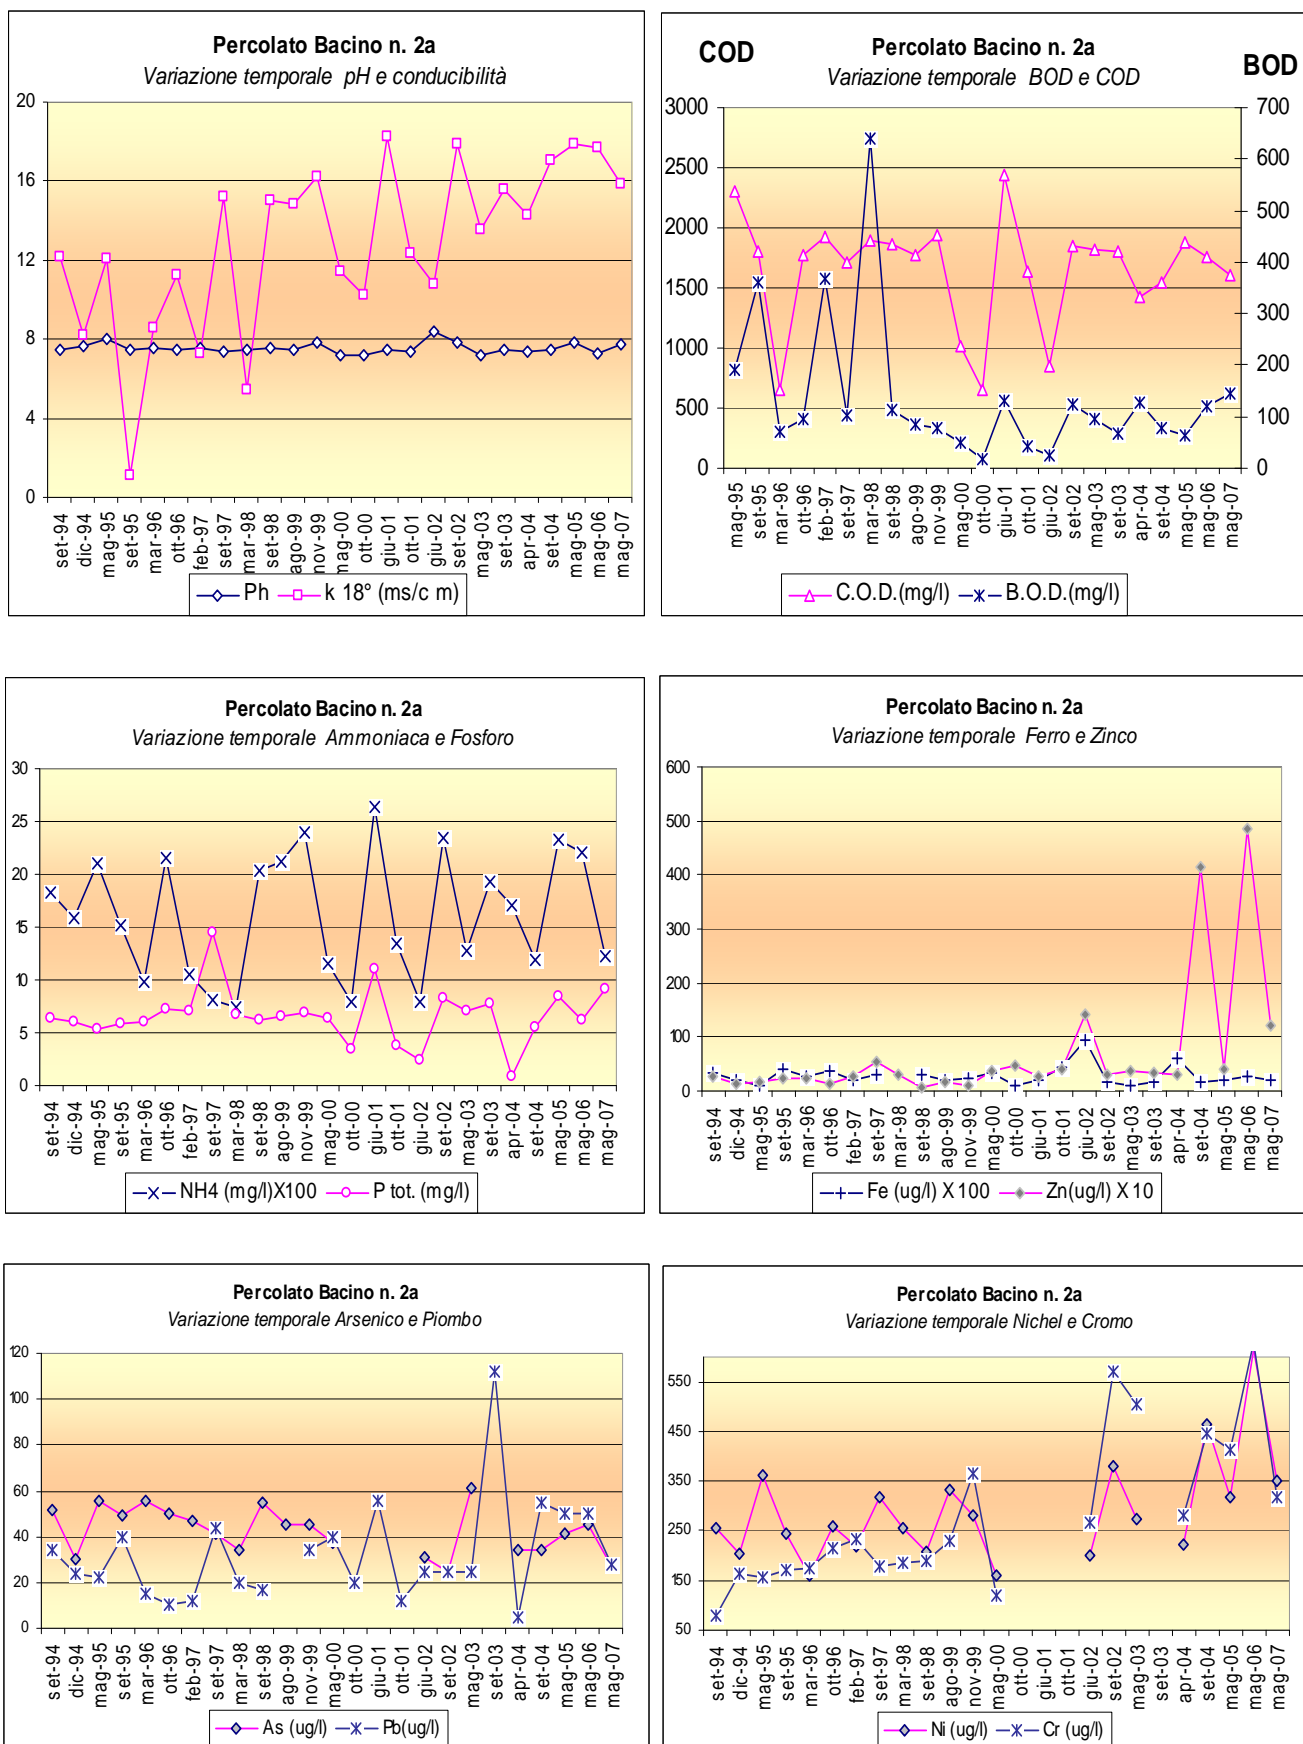 Percolato Bacino n. 2a
Variazione temporale pH e conducibilità
20
16
12
8
4
0
set-94
dic-94
mag-95
set-95
mar-96
ott-96
feb-97
set-97
mar-98
set-98
ago-99
nov-99
mag-00
ott-00
giu-01
ott-01
giu-02
set-02
mag-03
set-03
apr-04
set-04
mag-05
mag-06
mag-07
Ph
k 18° (ms/c m)
COD
Percolato Bacino n. 2a
BOD
Variazione temporale BOD e COD
3000
2500
2000
1500
1000
500
0
700
600
500
400
300
200
100
0
mag-95
set-95
mar-96
ott-96
feb-97
set-97
mar-98
set-98
ago-99
nov-99
mag-00
ott-00
giu-01
ott-01
giu-02
set-02
mag-03
set-03
apr-04
set-04
mag-05
mag-06
mag-07
C.O.D.(mg/l)
B.O.D.(mg/l)
Percolato Bacino n. 2a
Variazione temporale Ammoniaca e Fosforo
30
25
20
15
10
5
0
set-94
dic-94
mag-95
set-95
mar-96
ott-96
feb-97
set-97
mar-98
set-98
ago-99
nov-99
mag-00
ott-00
giu-01
ott-01
giu-02
set-02
mag-03
set-03
apr-04
set-04
mag-05
mag-06
mag-07
NH4 (mg/l)X100
P tot. (mg/l)
Percolato Bacino n. 2a
Variazione temporale Ferro e Zinco
600
500
400
300
200
100
0
set-94
dic-94
mag-95
set-95
mar-96
ott-96
feb-97
set-97
mar-98
set-98
ago-99
nov-99
mag-00
ott-00
giu-01
ott-01
giu-02
set-02
mag-03
set-03
apr-04
set-04
mag-05
mag-06
mag-07
Fe (ug/l) X 100
Zn(ug/l) X 10
Percolato Bacino n. 2a
Variazione temporale Arsenico e Piombo
120
100
80
60
40
20
0
set-94
dic-94
mag-95
set-95
mar-96
ott-96
feb-97
set-97
mar-98
set-98
ago-99
nov-99
mag-00
ott-00
giu-01
ott-01
giu-02
set-02
mag-03
set-03
apr-04
set-04
mag-05
mag-06
mag-07
As (ug/l)
Pb(ug/l)
Percolato Bacino n. 2a
Variazione temporale Nichel e Cromo
550
450
350
250
150
50
set-94
dic-94
mag-95
set-95
mar-96
ott-96
feb-97
set-97
mar-98
set-98
ago-99
nov-99
mag-00
ott-00
giu-01
ott-01
giu-02
set-02
mag-03
set-03
apr-04
set-04
mag-05
mag-06
mag-07
Ni (ug/l)
Cr (ug/l)